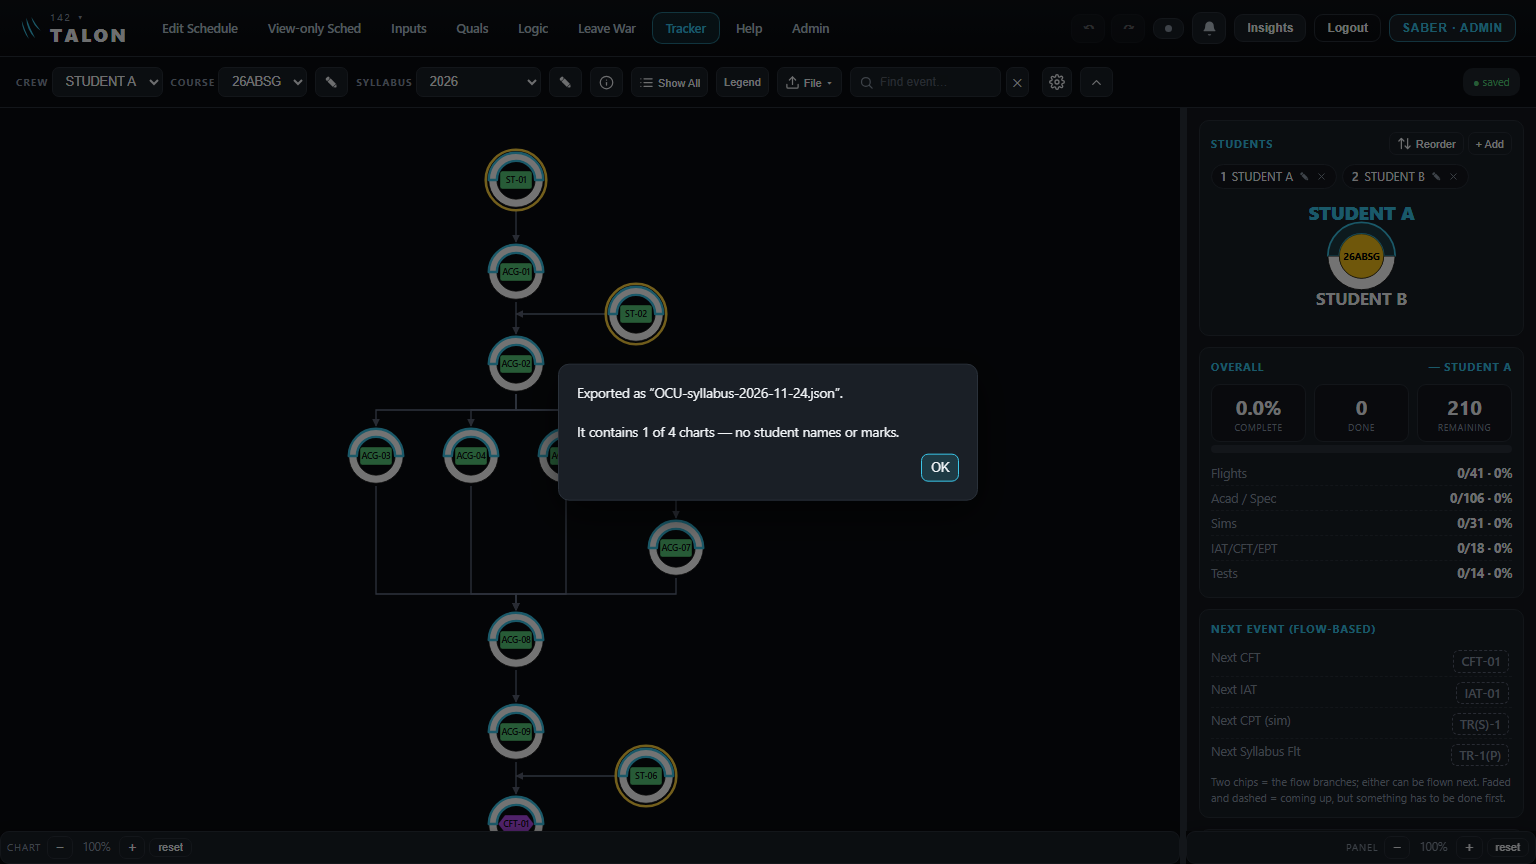 142
TALON
Edit Schedule
View-only Sched
Inputs
Quals
Logic
Leave War
Tracker
Help
Admin
Insights
Logout
SABER · ADMIN
CREW
STUDENT A
COURSE
26ABSG
SYLLABUS
2026
Show All
Legend
File
Find event...
saved
ST-01
ACG-01
ST-02
ACG-02
ACG-03
ACG-04
ACG-07
ACG-08
ACG-09
ST-06
CFT-01
Exported as “OCU-syllabus-2026-11-24.json”.
It contains 1 of 4 charts — no student names or marks.
OK
STUDENTS
Reorder
+ Add
1 STUDENT A
2 STUDENT B
STUDENT A
26ABSG
STUDENT B
OVERALL
— STUDENT A
0.0%
COMPLETE
0
DONE
210
REMAINING
Flights 0/41 · 0%
Acad / Spec 0/106 · 0%
Sims 0/31 · 0%
IAT/CFT/EPT 0/18 · 0%
Tests 0/14 · 0%
NEXT EVENT (FLOW-BASED)
Next CFT CFT-01
Next IAT IAT-01
Next CPT (sim) TR(S)-1
Next Syllabus Flt TR-1(P)
Two chips = the flow branches; either can be flown next. Faded
and dashed = coming up, but something has to be done first.
CHART − 100% + reset
PANEL − 100% + reset